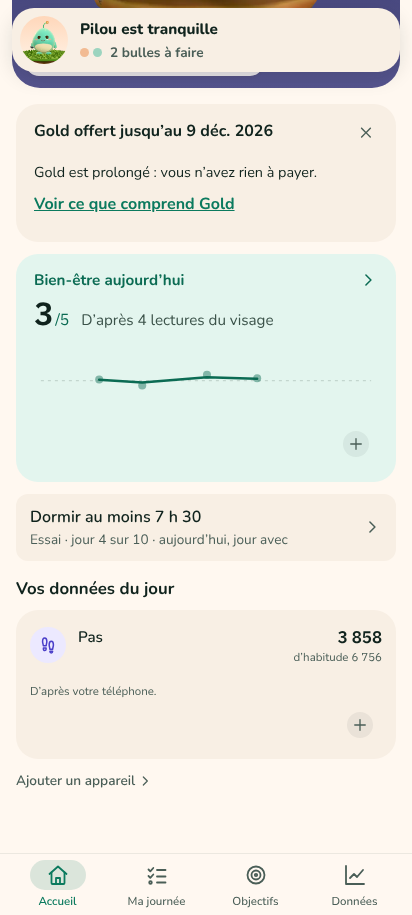 Pilou est tranquille
2 bulles à faire
Gold offert jusqu’au 9 déc. 2026
Gold est prolongé : vous n’avez rien à payer.
Voir ce que comprend Gold
Bien-être aujourd’hui
3/5 D’après 4 lectures du visage
Dormir au moins 7 h 30
Essai · jour 4 sur 10 · aujourd’hui, jour avec
Vos données du jour
Pas 3 858
d’habitude 6 756
D’après votre téléphone.
Ajouter un appareil
Accueil Ma journée Objectifs Données